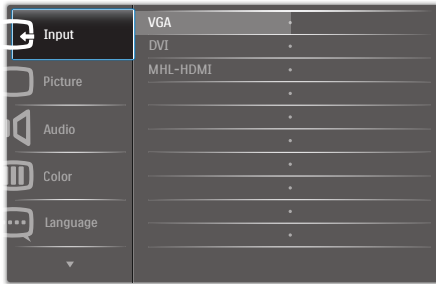 Input
Picture
Audio
Color
Language
VGA
DVI
MHL-HDMI